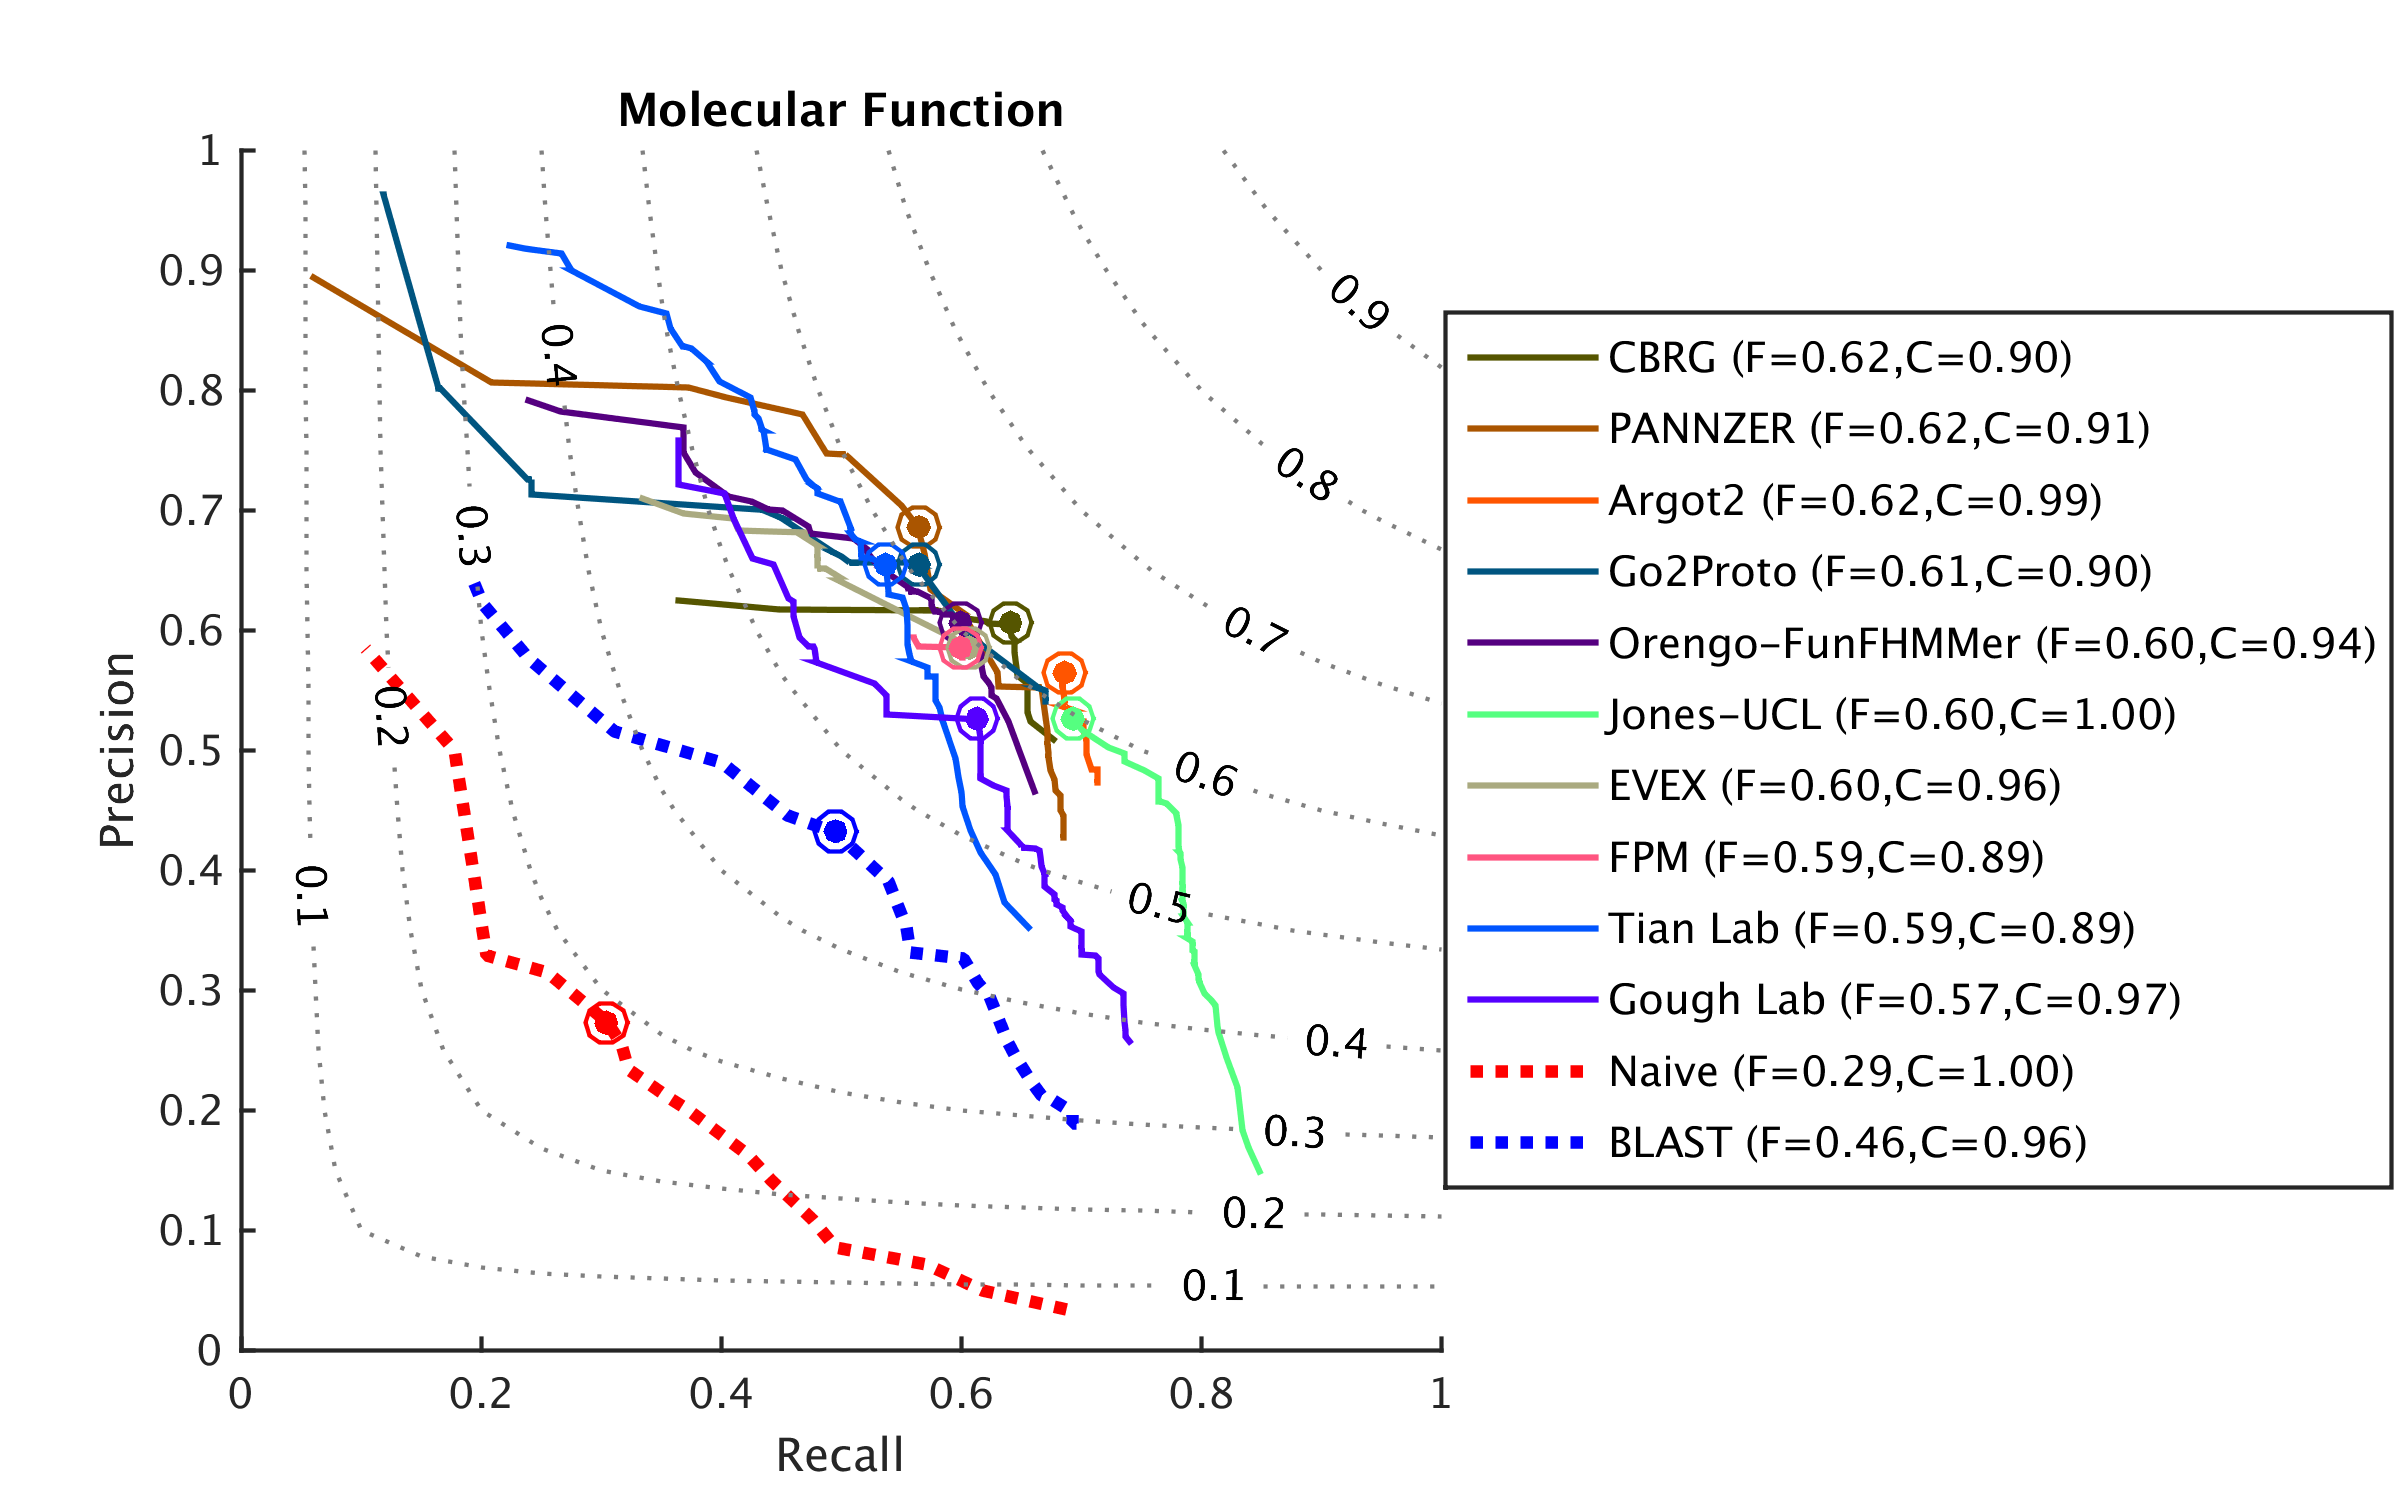 Molecular Function
1
0.9
0.8
0.7
0.6
0.5
0.4
0.3
0.2
0.1
0
Precision
0
0.2
0.4
0.6
0.8
1
Recall
0.1
0.2
0.3
0.4
0.9
0.8
0.7
0.6
0.5
0.4
0.3
0.2
0.1
CBRG (F=0.62,C=0.90)
PANNZER (F=0.62,C=0.91)
Argot2 (F=0.62,C=0.99)
Go2Proto (F=0.61,C=0.90)
Orengo-FunFHMMer (F=0.60,C=0.94)
Jones-UCL (F=0.60,C=1.00)
EVEX (F=0.60,C=0.96)
FPM (F=0.59,C=0.89)
Tian Lab (F=0.59,C=0.89)
Gough Lab (F=0.57,C=0.97)
Naive (F=0.29,C=1.00)
BLAST (F=0.46,C=0.96)